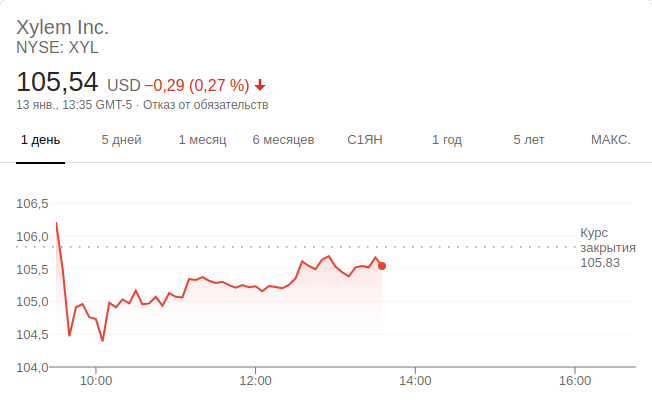 Xylem Inc.
NYSE: XYL
105,54 USD −0,29 (0,27 %)
13 янв., 13:35 GMT-5 · Отказ от обязательств
1 день 5 дней 1 месяц 6 месяцев С1ЯН 1 год 5 лет МАКС.
106,5
106,0
105,5
105,0
104,5
104,0
Курс
закрытия
105,83
10:00 12:00 14:00 16:00